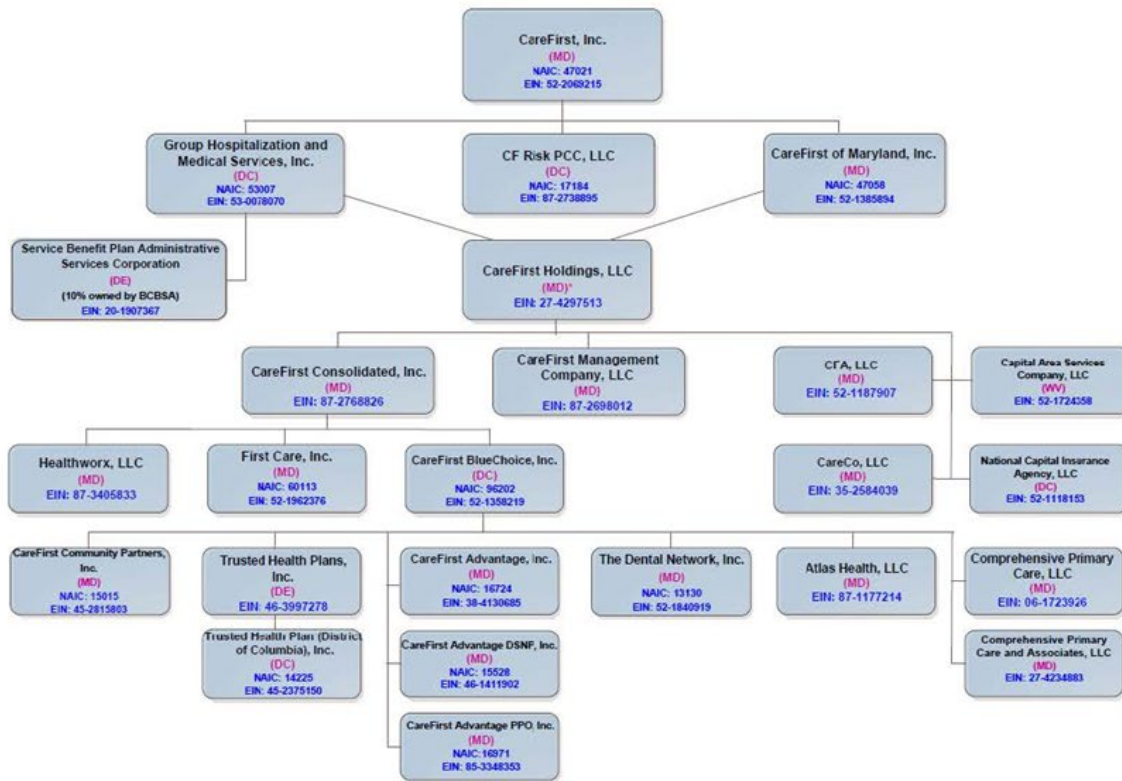 CareFirst, Inc.
(MD)
NAIC: 47021
EIN: 52-2069215
Group Hospitalization and
Medical Services, Inc.
(DC)
NAIC: 53007
EIN: 53-0078070
CF Risk PCC, LLC
(DC)
NAIC: 17184
EIN: 87-2738895
CareFirst of Maryland, Inc.
(MD)
NAIC: 47058
EIN: 52-1385894
Service Benefit Plan Administrative
Services Corporation
(DE)
(10% owned by BCBSA)
EIN: 20-1907367
CareFirst Holdings, LLC
(MD)*
EIN: 27-4297513
CareFirst Consolidated, Inc.
(MD)
EIN: 87-2768826
CareFirst Management
Company, LLC
(MD)
EIN: 87-2698012
CFA, LLC
(MD)
EIN: 52-1187907
Capital Area Services
Company, LLC
(WV)
EIN: 52-1724358
Healthworx, LLC
(MD)
EIN: 87-3405833
First Care, Inc.
(MD)
NAIC: 60113
EIN: 52-1962376
CareFirst BlueChoice, Inc.
(DC)
NAIC: 96202
EIN: 52-1358219
CareCo, LLC
(MD)
EIN: 35-2584039
National Capital Insurance
Agency, LLC
(DC)
EIN: 52-1118153
CareFirst Community Partners,
Inc.
(MD)
NAIC: 15015
EIN: 45-2815803
Trusted Health Plans,
Inc.
(DE)
EIN: 46-3997278
CareFirst Advantage, Inc.
(MD)
NAIC: 16724
EIN: 38-4130685
The Dental Network, Inc.
(MD)
NAIC: 13130
EIN: 52-1840919
Atlas Health, LLC
(MD)
EIN: 87-1177214
Comprehensive Primary
Care, LLC
(MD)
EIN: 06-1723926
Trusted Health Plan (District
of Columbia), Inc.
(DC)
NAIC: 14225
EIN: 45-2375150
CareFirst Advantage DSNP, Inc.
(MD)
NAIC: 15528
EIN: 46-1411902
Comprehensive Primary
Care and Associates, LLC
(MD)
EIN: 27-4234883
CareFirst Advantage PPO, Inc.
(MD)
NAIC:16971
EIN: 85-3348353